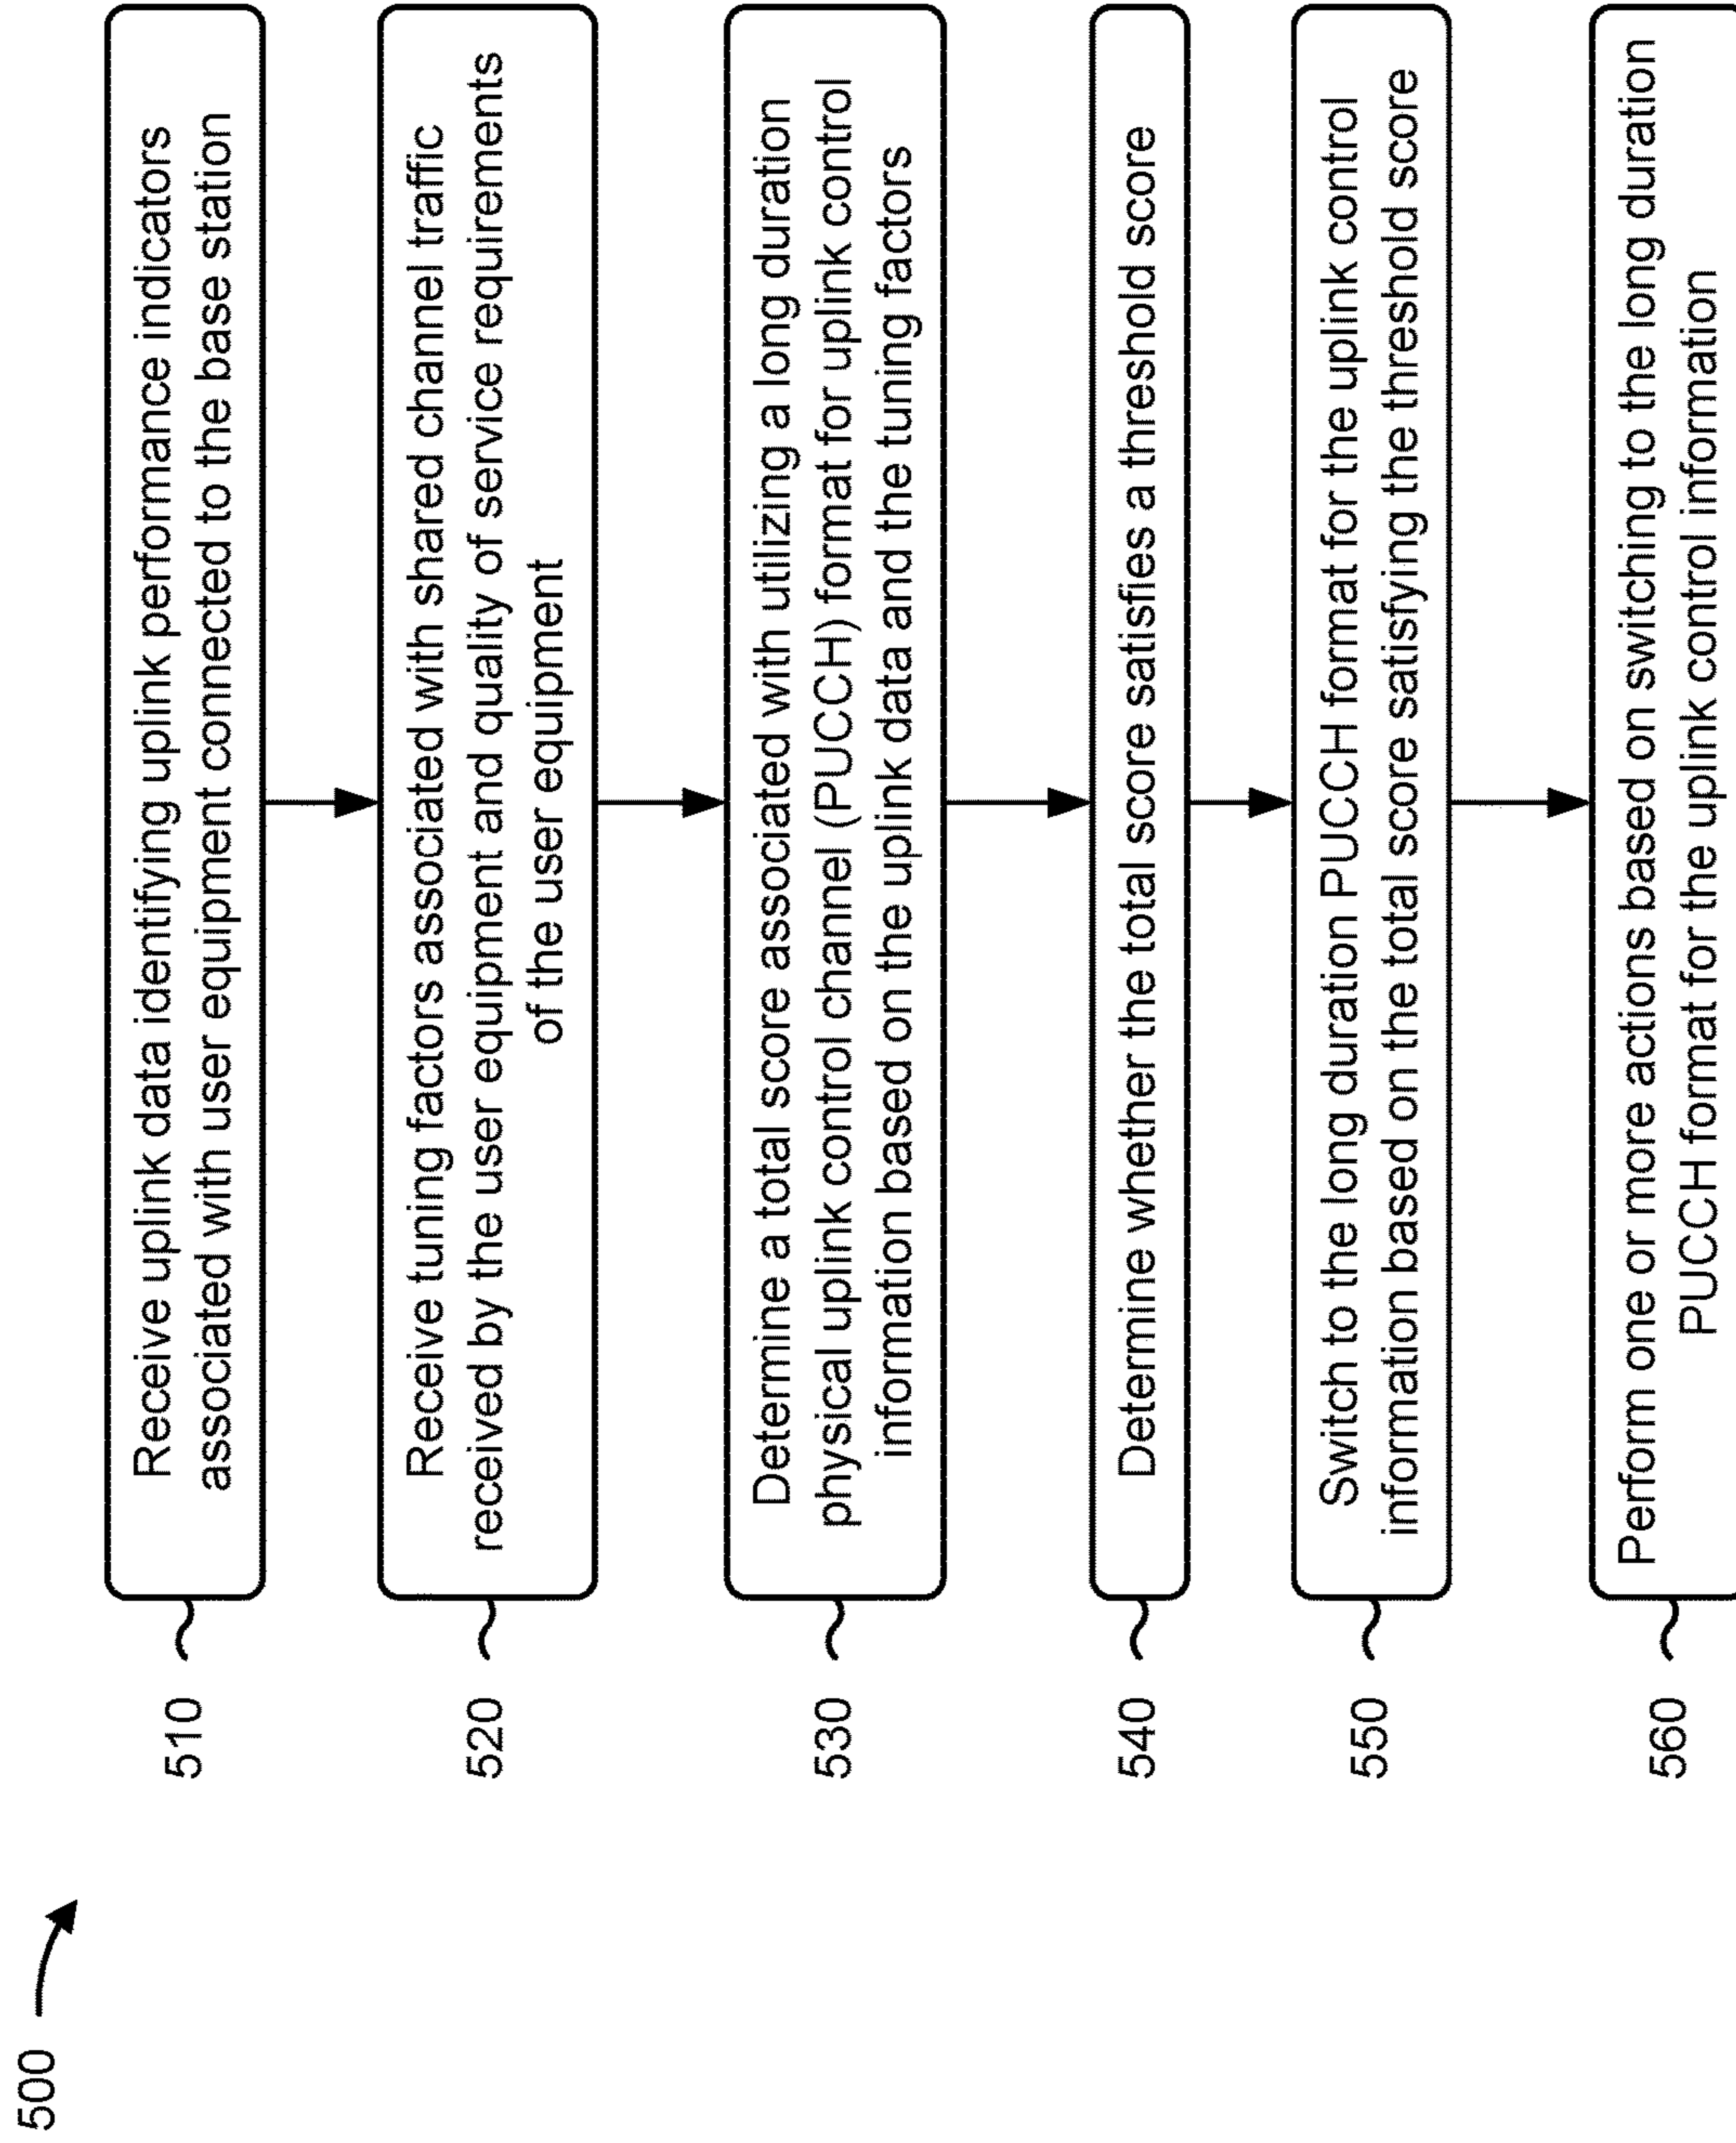 500
510
Receive uplink data identifying uplink performance indicators
associated with user equipment connected to the base station
520
Receive tuning factors associated with shared channel traffic
received by the user equipment and quality of service requirements
of the user equipment
530
Determine a total score associated with utilizing a long duration
physical uplink control channel (PUCCH) format for uplink control
information based on the uplink data and the tuning factors
540
Determine whether the total score satisfies a threshold score
550
Switch to the long duration PUCCH format for the uplink control
information based on the total score satisfying the threshold score
560
Perform one or more actions based on switching to the long duration
PUCCH format for the uplink control information